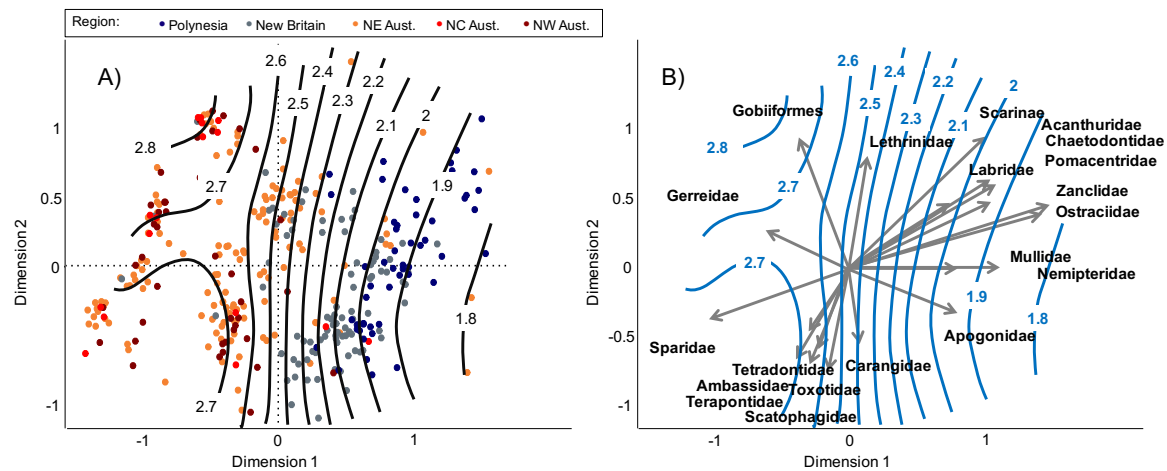 Region: Polynesia New Britain NE Aust. NC Aust. NW Aust.
A)
2.6
2.4
2.5
2.2
2.3
2
2.1
2.8
2.7
1.9
2.7
1.8
1
0.5
0
-0.5
-1
-1
0
1
Dimension 2
Dimension 1
B)
2.6
2.4
2.5
2.2
2.3
2
2.1
2.8
2.7
2.7
1.9
1.8
Gobiiformes
Lethrinidae
Scarinae
Acanthuridae
Chaetodontidae
Pomacentridae
Labridae
Gerreidae
Zanclidae
Ostraciidae
Mullidae
Nemipteridae
Apogonidae
Sparidae
Carangidae
Tetradontidae
Ambassidae
Toxotidae
Terapontidae
Scatophagidae
1
0.5
0
-0.5
-1
-1
0
1
Dimension 2
Dimension 1